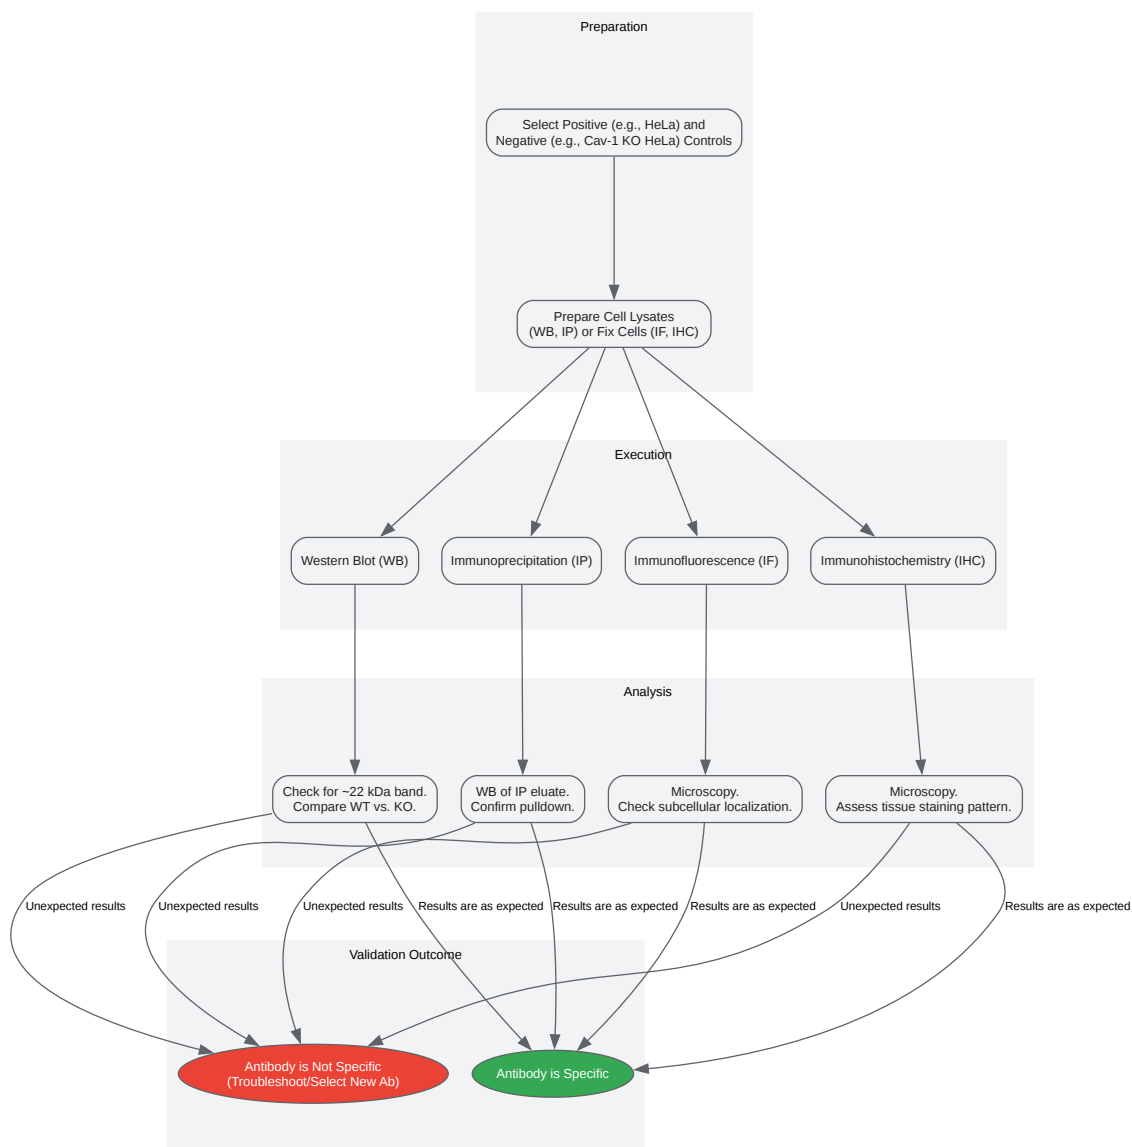 Preparation
Select Positive (e.g., HeLa) and
Negative (e.g., Cav-1 KO HeLa) Controls
Prepare Cell Lysates
(WB, IP) or Fix Cells (IF, IHC)
Execution
Western Blot (WB)
Immunoprecipitation (IP)
Immunofluorescence (IF)
Immunohistochemistry (IHC)
Analysis
Check for ~22 kDa band.
Compare WT vs. KO.
WB of IP eluate.
Confirm pulldown.
Microscopy.
Check subcellular localization.
Microscopy.
Assess tissue staining pattern.
Unexpected results
Unexpected results
Unexpected results
Results are as expected
Results are as expected
Results are as expected
Unexpected results
Results are as expected
Validation Outcome
Antibody is Not Specific
(Troubleshoot/Select New Ab)
Antibody is Specific